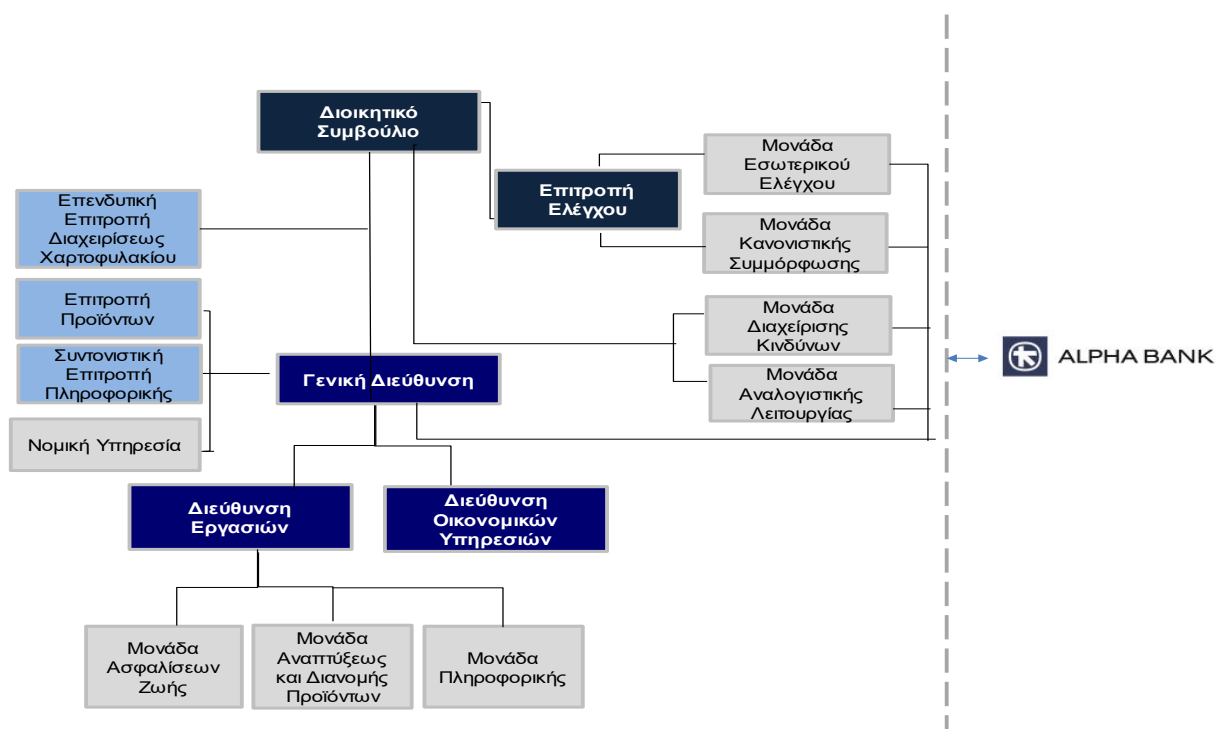 Διοικητικό
Συμβούλιο
Μονάδα
Εσωτερικού
Ελέγχου
Επιτροπή
Ελέγχου
Επενδυτική
Επιτροπή
Διαχειρίσεως
Χαρτοφυλακίου
Μονάδα
Κανονιστικής
Συμμόρφωσης
Επιτροπή
Προϊόντων
Μονάδα
Διαχείρισης
Κινδύνων
ALPHA BANK
Συντονιστική
Επιτροπή
Πληροφορικής
Γενική Διεύθυνση
Μονάδα
Αναλογιστικής
Λειτουργίας
Νομική Υπηρεσία
Διεύθυνση
Εργασιών
Διεύθυνση
Οικονομικών
Υπηρεσιών
Μονάδα
Ασφαλίσεων
Ζωής
Μονάδα
Αναπτύξεως
και Διανομής
Προϊόντων
Μονάδα
Πληροφορικής